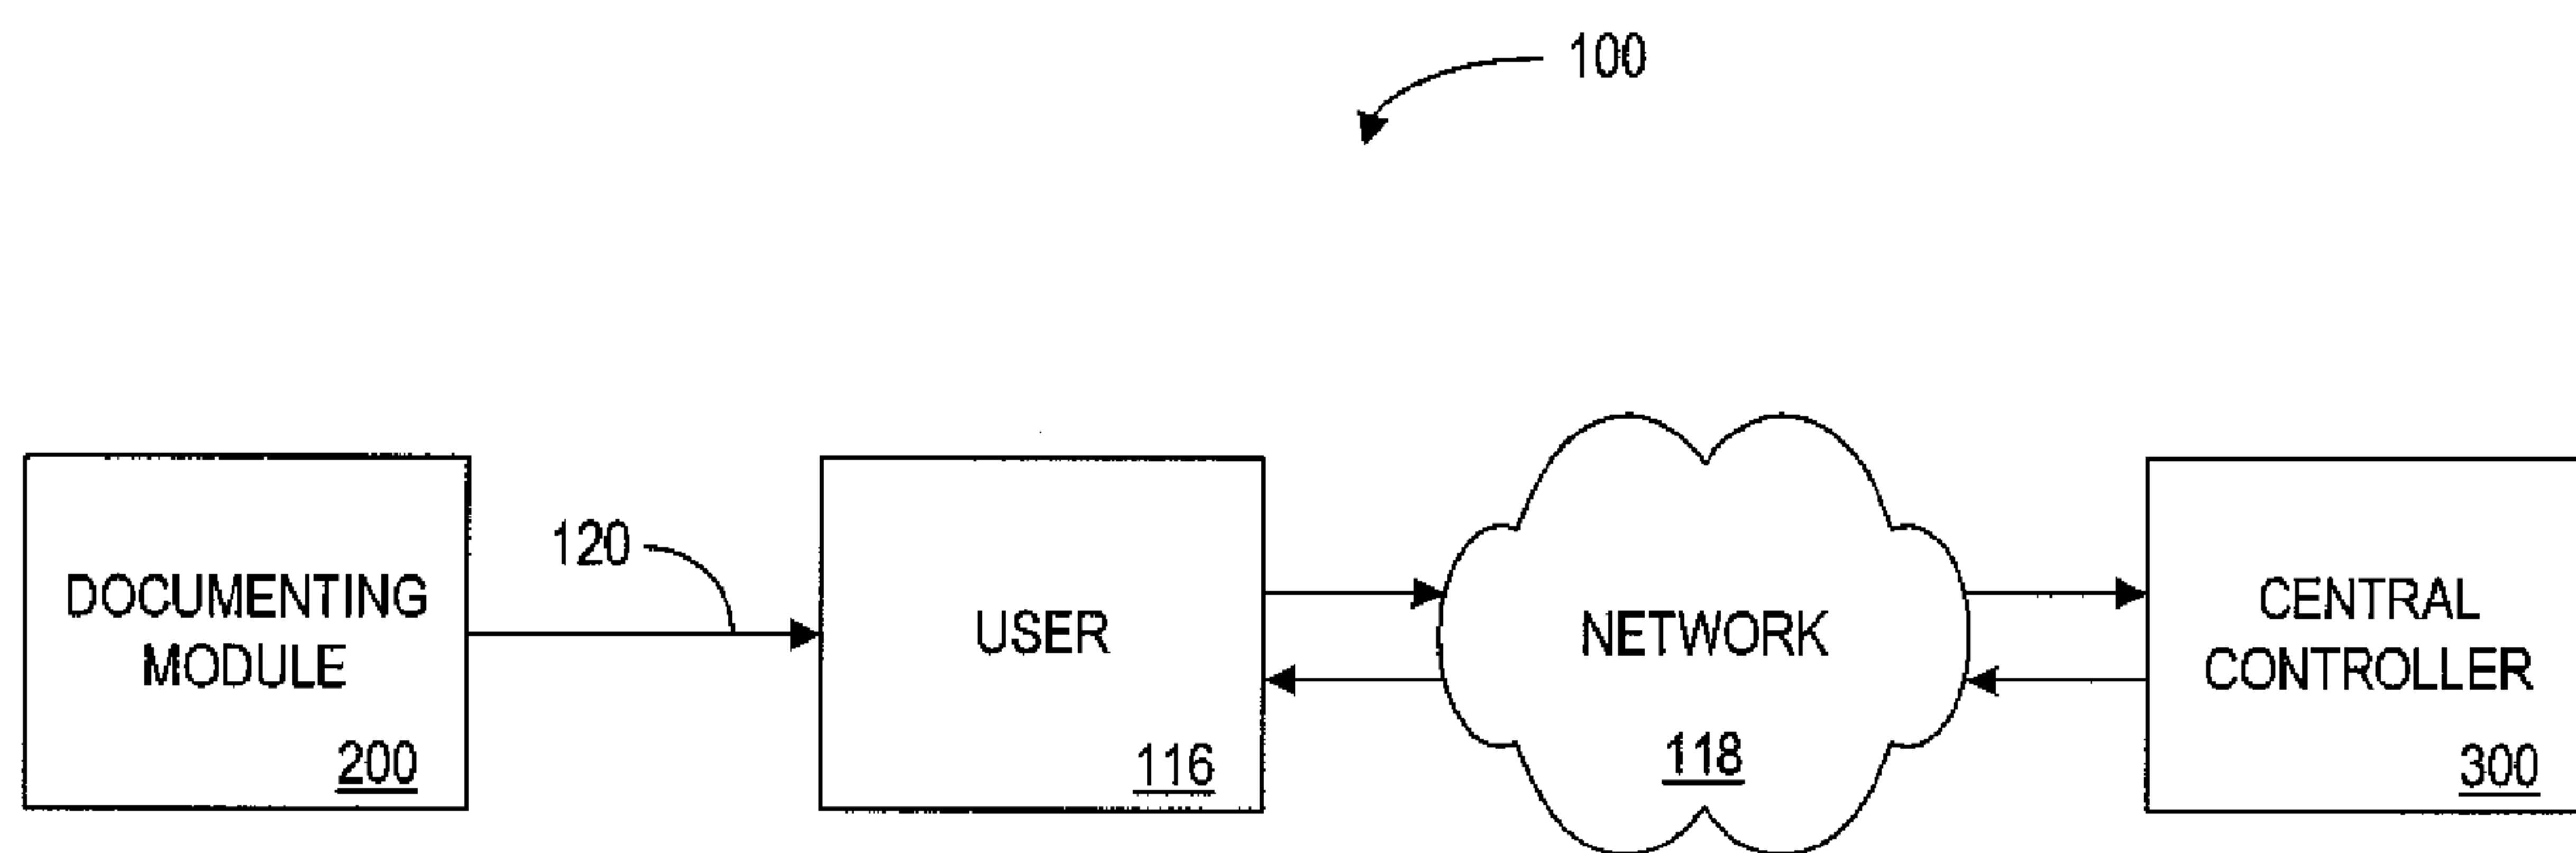 100
120
DOCUMENTING
MODULE
200
USER
116
NETWORK
118
CENTRAL
CONTROLLER
300